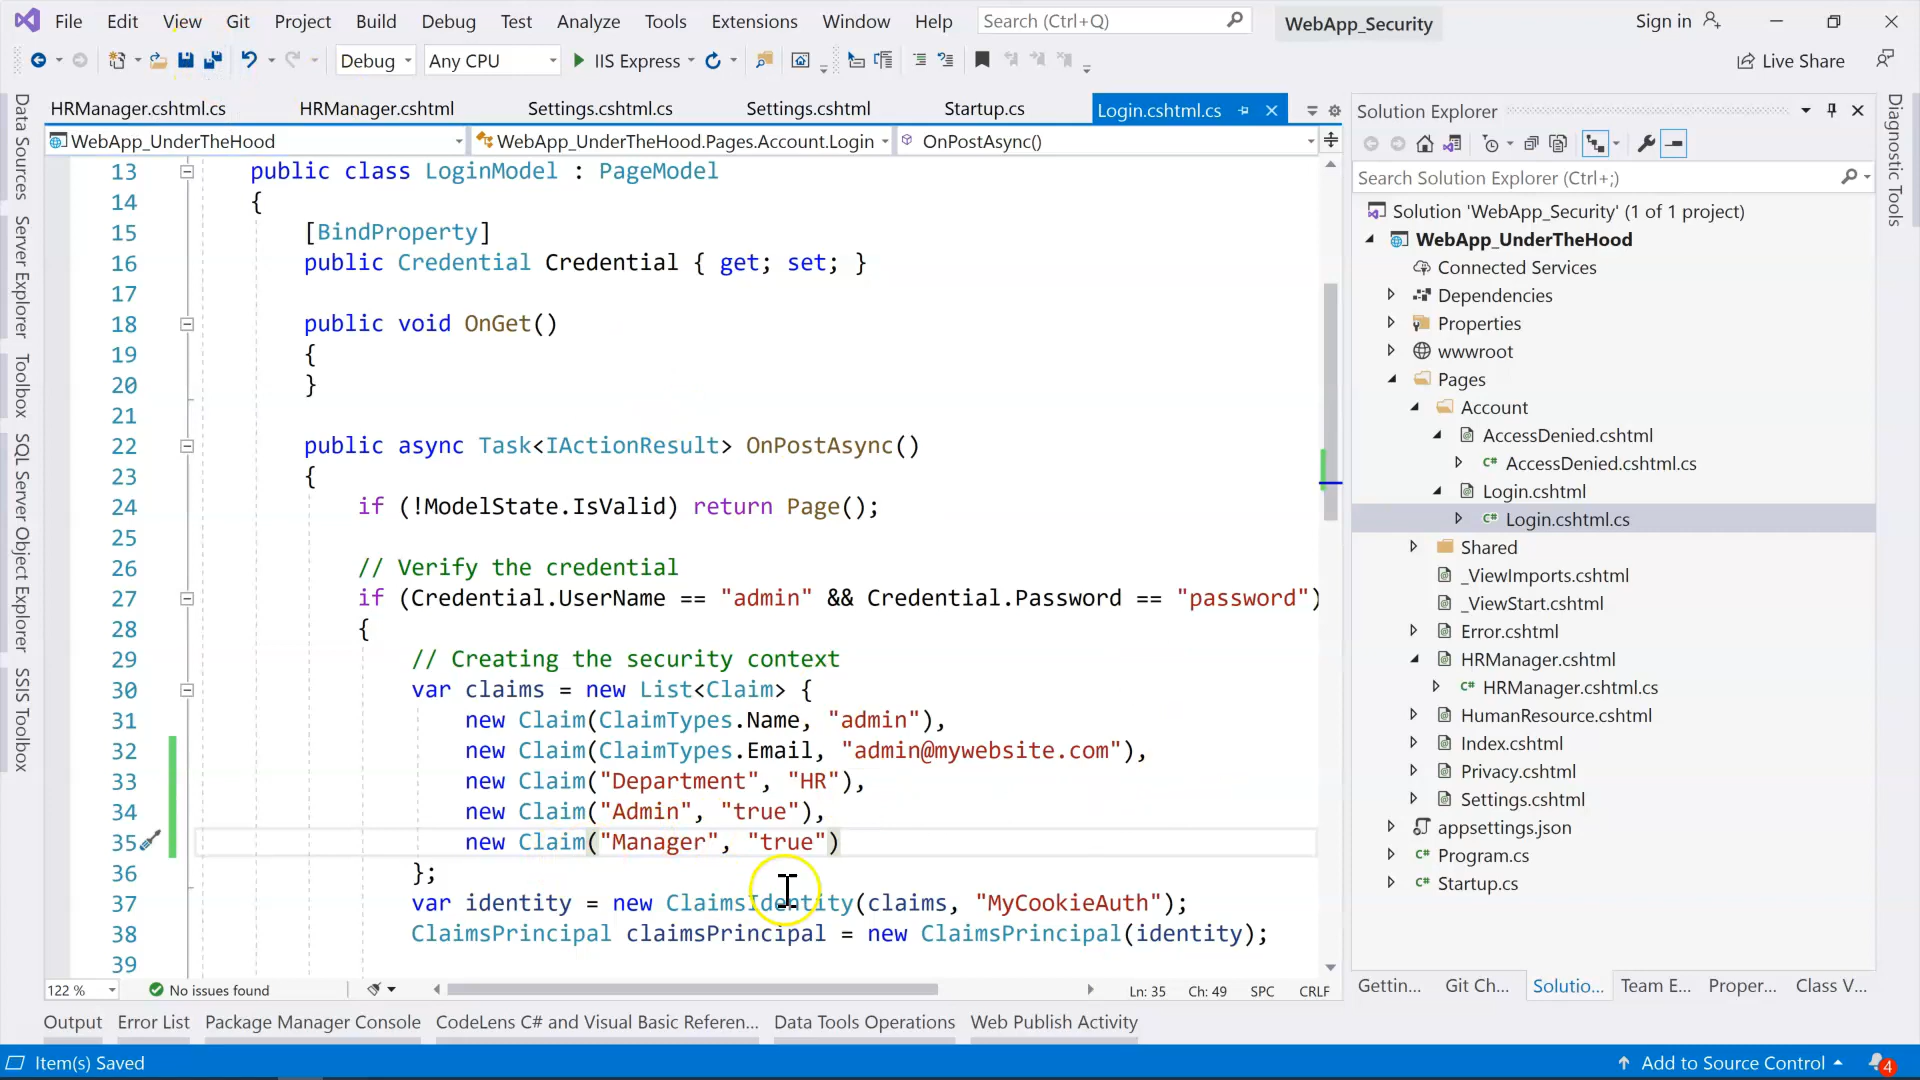 File Edit View Git Project Build Debug Test Analyze Tools Extensions Window Help Search (Ctrl+Q) WebApp_Security Sign in
Debug Any CPU IIS Express Live Share
HRManager.cshtml.cs HRManager.cshtml Settings.cshtml.cs Settings.cshtml Startup.cs Login.cshtml.cs
WebApp_UnderTheHood WebApp_UnderTheHood.Pages.Account.Login OnPostAsync()
13 public class LoginModel : PageModel
14 {
15 [BindProperty]
16 public Credential Credential { get; set; }
17
18 public void OnGet()
19 {
20 }
21
22 public async Task<IActionResult> OnPostAsync()
23 {
24 if (!ModelState.IsValid) return Page();
25
26 // Verify the credential
27 if (Credential.UserName == "admin" && Credential.Password == "password")
28 {
29 // Creating the security context
30 var claims = new List<Claim> {
31 new Claim(ClaimTypes.Name, "admin"),
32 new Claim(ClaimTypes.Email, "admin@mywebsite.com"),
33 new Claim("Department", "HR"),
34 new Claim("Admin", "true"),
35 new Claim("Manager", "true")
36 };
37 var identity = new ClaimsIdentity(claims, "MyCookieAuth");
38 ClaimsPrincipal claimsPrincipal = new ClaimsPrincipal(identity);
39
122 % No issues found Ln: 35 Ch: 49 SPC CRLF
Output Error List Package Manager Console CodeLens C# and Visual Basic Referen... Data Tools Operations Web Publish Activity
Item(s) Saved Add to Source Control 4
Data Sources
Server Explorer
Toolbox
SQL Server Object Explorer
SSIS Toolbox
Solution Explorer
Search Solution Explorer (Ctrl+;)
Solution 'WebApp_Security' (1 of 1 project)
WebApp_UnderTheHood
Connected Services
Dependencies
Properties
wwwroot
Pages
Account
AccessDenied.cshtml
C# AccessDenied.cshtml.cs
Login.cshtml
C# Login.cshtml.cs
Shared
_ViewImports.cshtml
_ViewStart.cshtml
Error.cshtml
HRManager.cshtml
C# HRManager.cshtml.cs
HumanResource.cshtml
Index.cshtml
Privacy.cshtml
Settings.cshtml
appsettings.json
C# Program.cs
C# Startup.cs
Gettin... Git Ch... Solutio... Team E... Proper... Class V...
Diagnostic Tools